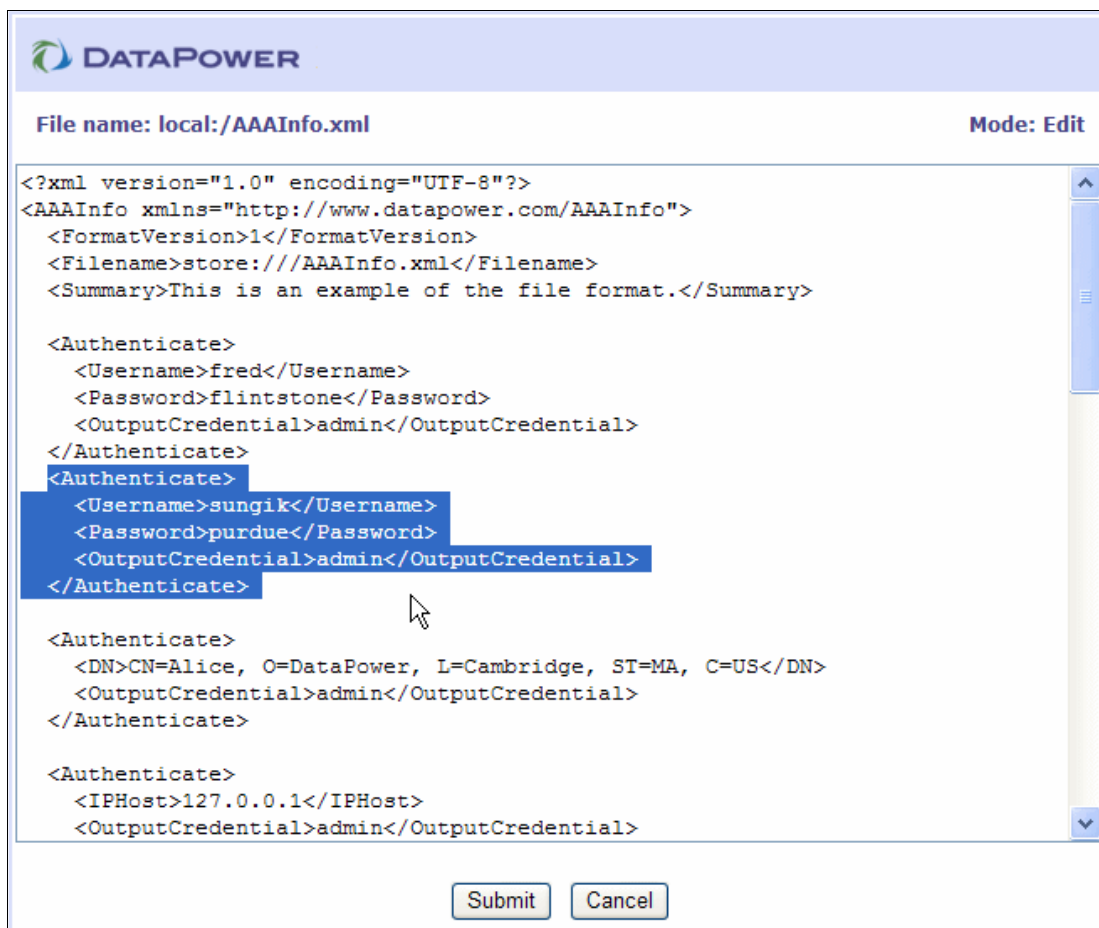 DATAPOWER
File name: local:/AAAInfo.xml Mode: Edit
<?xml version="1.0" encoding="UTF-8"?>
<AAAInfo xmlns="http://www.datapower.com/AAAInfo">
  <FormatVersion>1</FormatVersion>
  <Filename>store:///AAAInfo.xml</Filename>
  <Summary>This is an example of the file format.</Summary>
  <Authenticate>
    <Username>fred</Username>
    <Password>flintstone</Password>
    <OutputCredential>admin</OutputCredential>
  </Authenticate>
  <Authenticate>
    <Username>sungik</Username>
    <Password>purdue</Password>
    <OutputCredential>admin</OutputCredential>
  </Authenticate>
  <Authenticate>
    <DN>CN=Alice, O=DataPower, L=Cambridge, ST=MA, C=US</DN>
    <OutputCredential>admin</OutputCredential>
  </Authenticate>
  <Authenticate>
    <IPHost>127.0.0.1</IPHost>
    <OutputCredential>admin</OutputCredential>
Submit Cancel